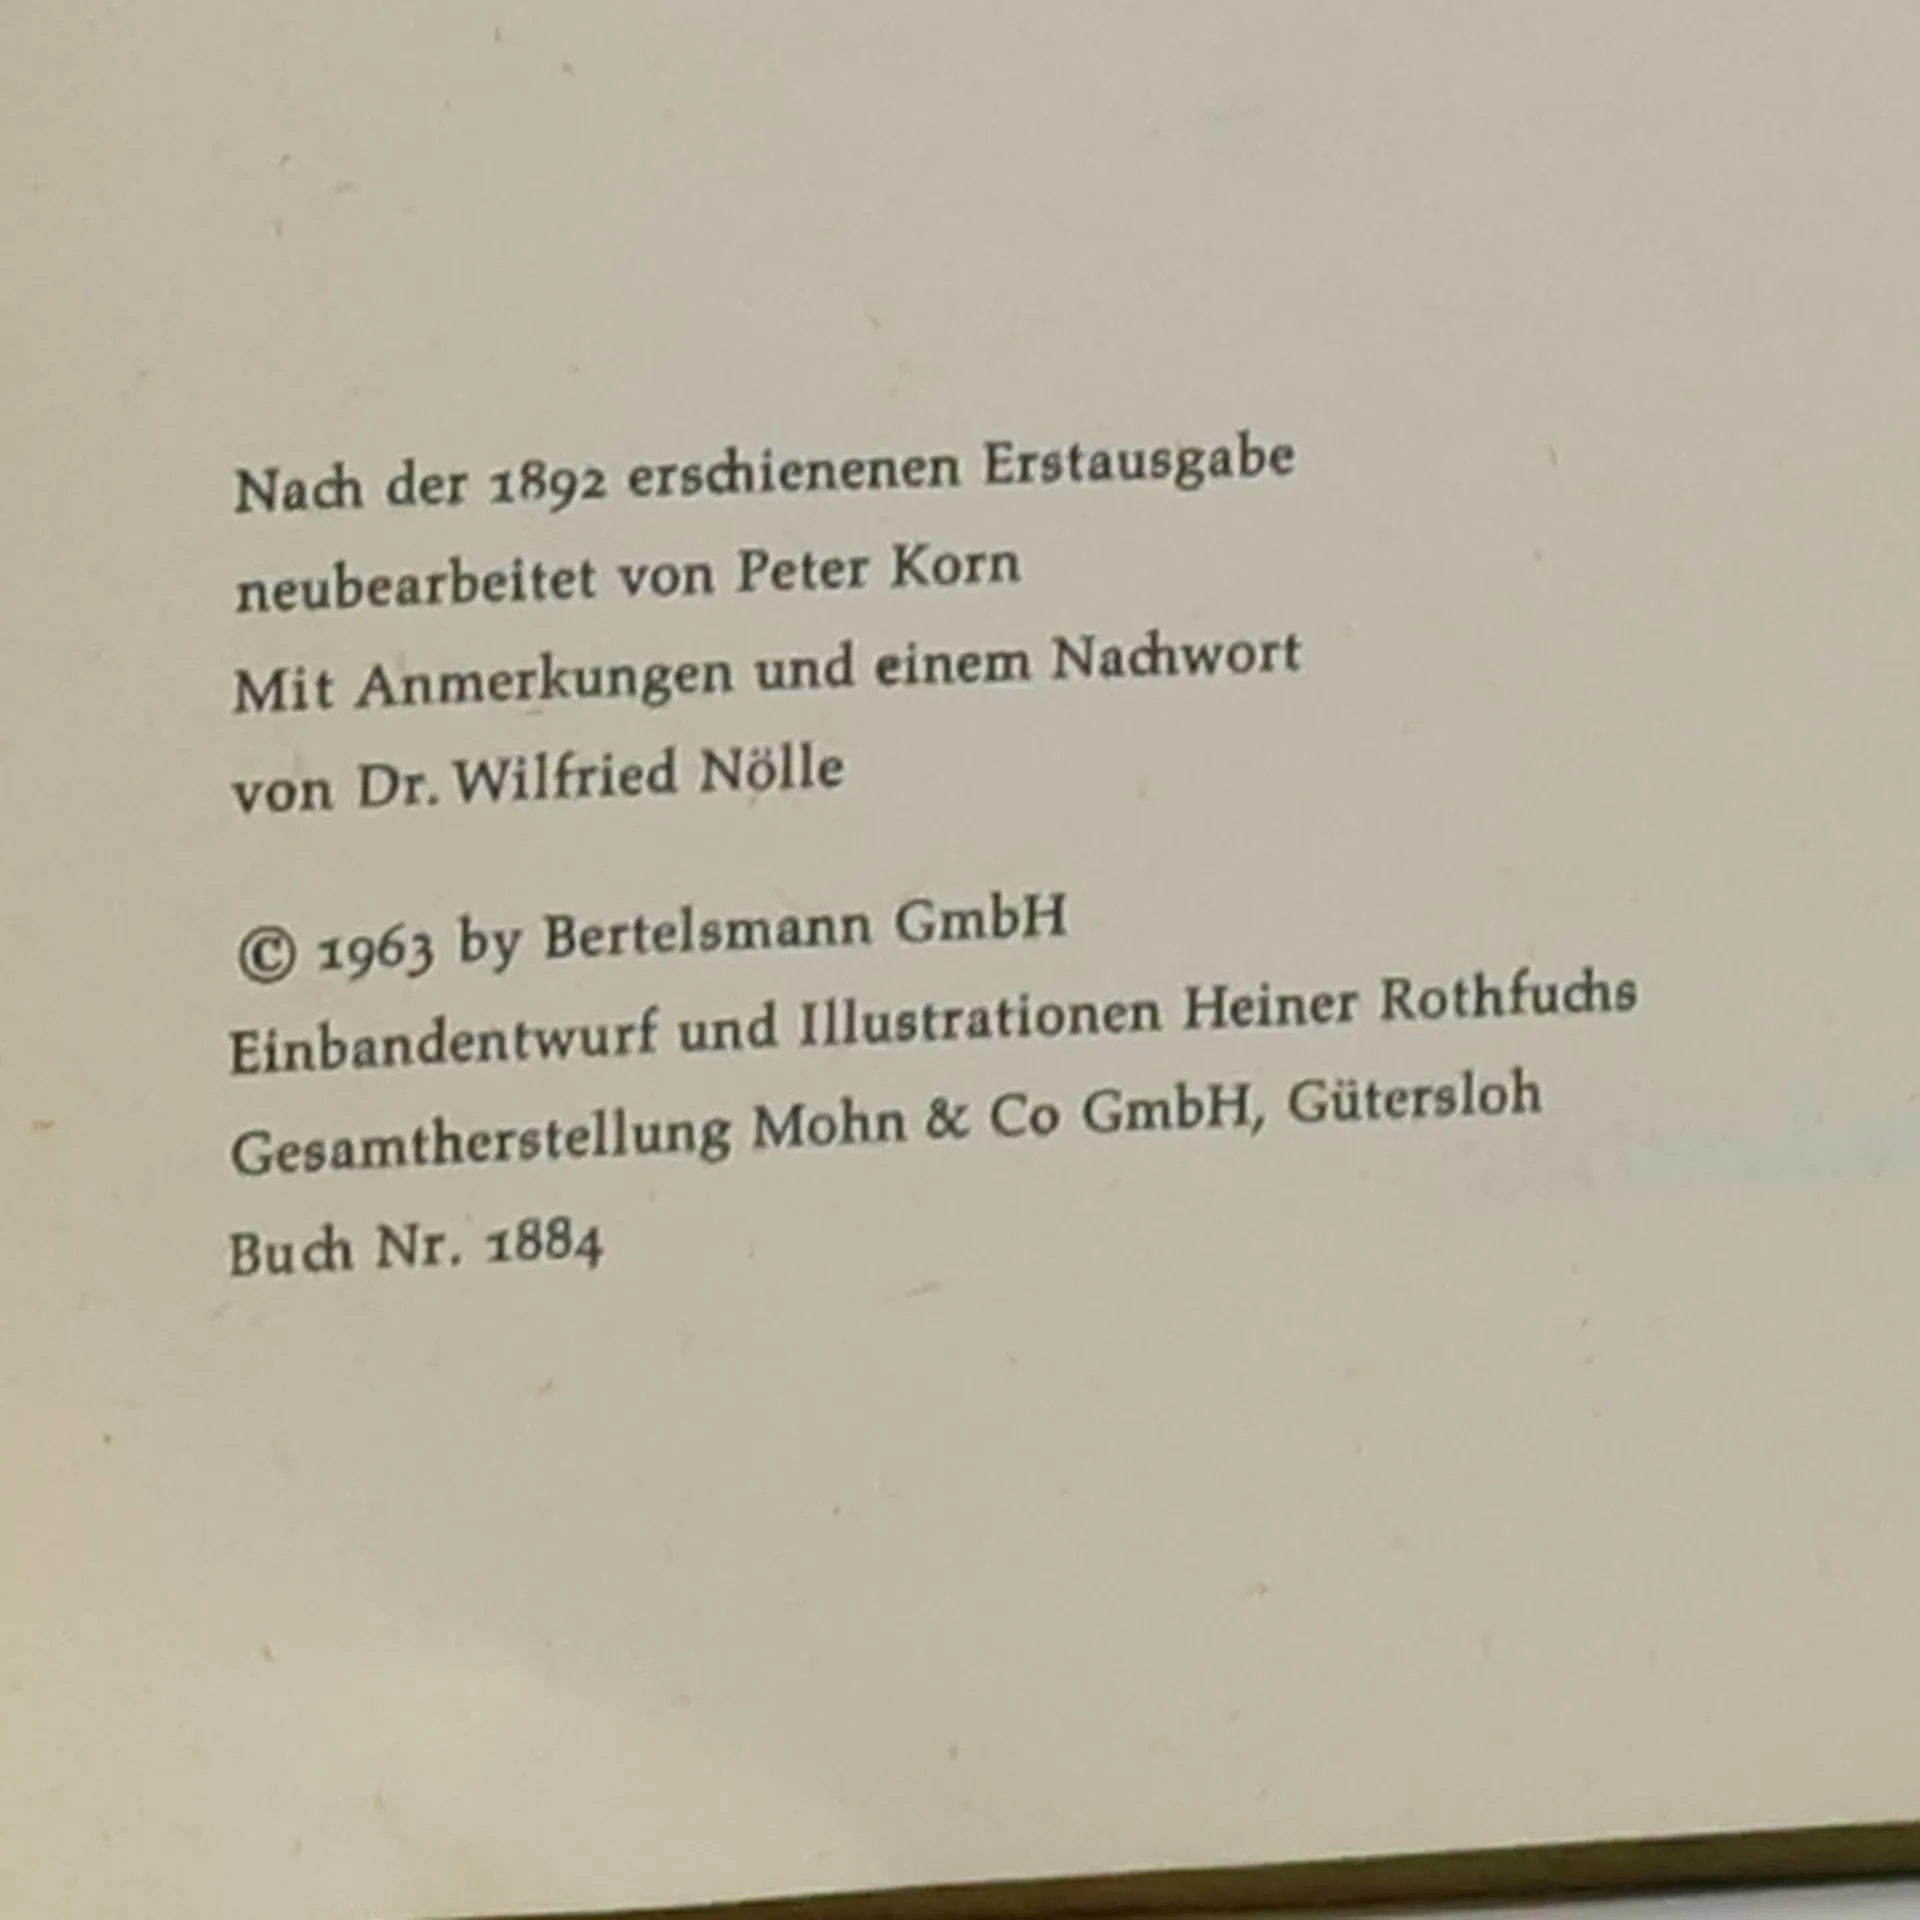 Nach der 1892 erschienenen Erstausgabe
neubearbeitet von Peter Korn
Mit Anmerkungen und einem Nachwort
von Dr. Wilfried Nölle
© 1963 by Bertelsmann GmbH
Einbandentwurf und Illustrationen Heiner Rothfuchs
Gesamtherstellung Mohn & Co GmbH, Gütersloh
Buch Nr. 1884